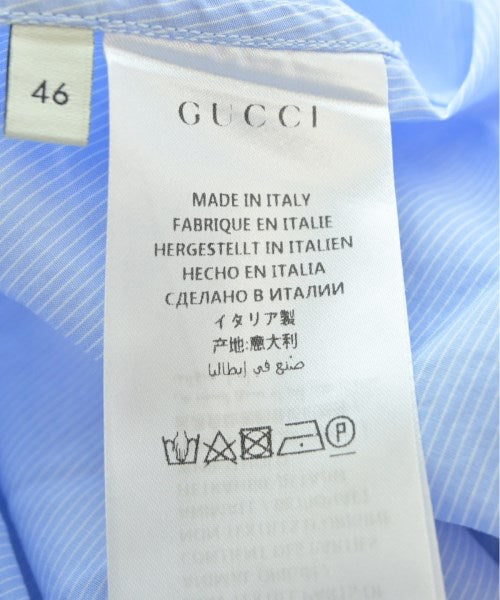 46
GUCCI
MADE IN ITALY
FABRIQUE EN ITALIE
HERGESTELLT IN ITALIEN
HECHO EN ITALIA
СДЕЛАНО В ИТАЛИИ
イタリア製
产地:意大利
صنع في إيطاليا
P